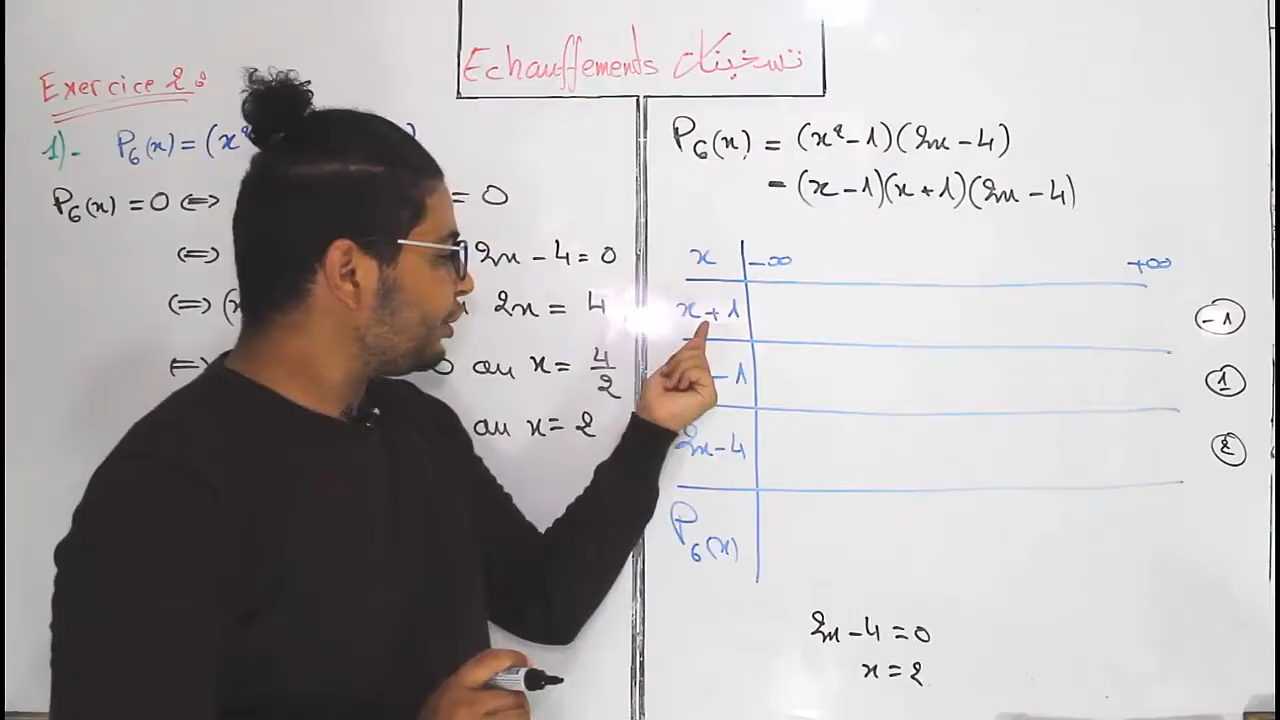 Echauffements تسخينات
Exercice 2 :
1)- P₆(x) = (x²
P₆(x) = 0 ⟺ = 0
⟺ 2x - 4 = 0
⟺ (x 2x = 4
⟺ ou x = 4/2
ou x = 2
P₆(x) = (x² - 1)(2x - 4)
= (x - 1)(x + 1)(2x - 4)
x -∞ +∞
x + 1 -1
- 1 1
2x - 4 2
P₆(x)
2x - 4 = 0
x = 2